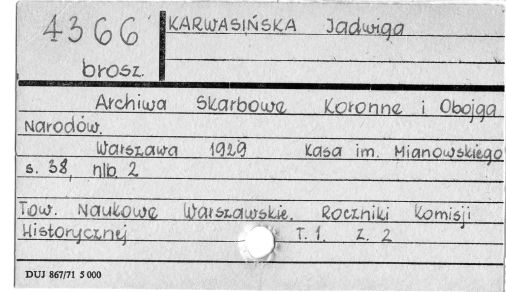 4366
brosz.
KARWASIŃSKA Jadwiga
Archiwa Skarbowe Koronne i Obojga
Narodów.
Warszawa 1929 Kasa im. Mianowskiego
s. 38, nlb. 2
Tow. Naukowe Warszawskie. Roczniki Komisji
Historycznej T. 1. Z. 2
DUJ 867/71 5 000